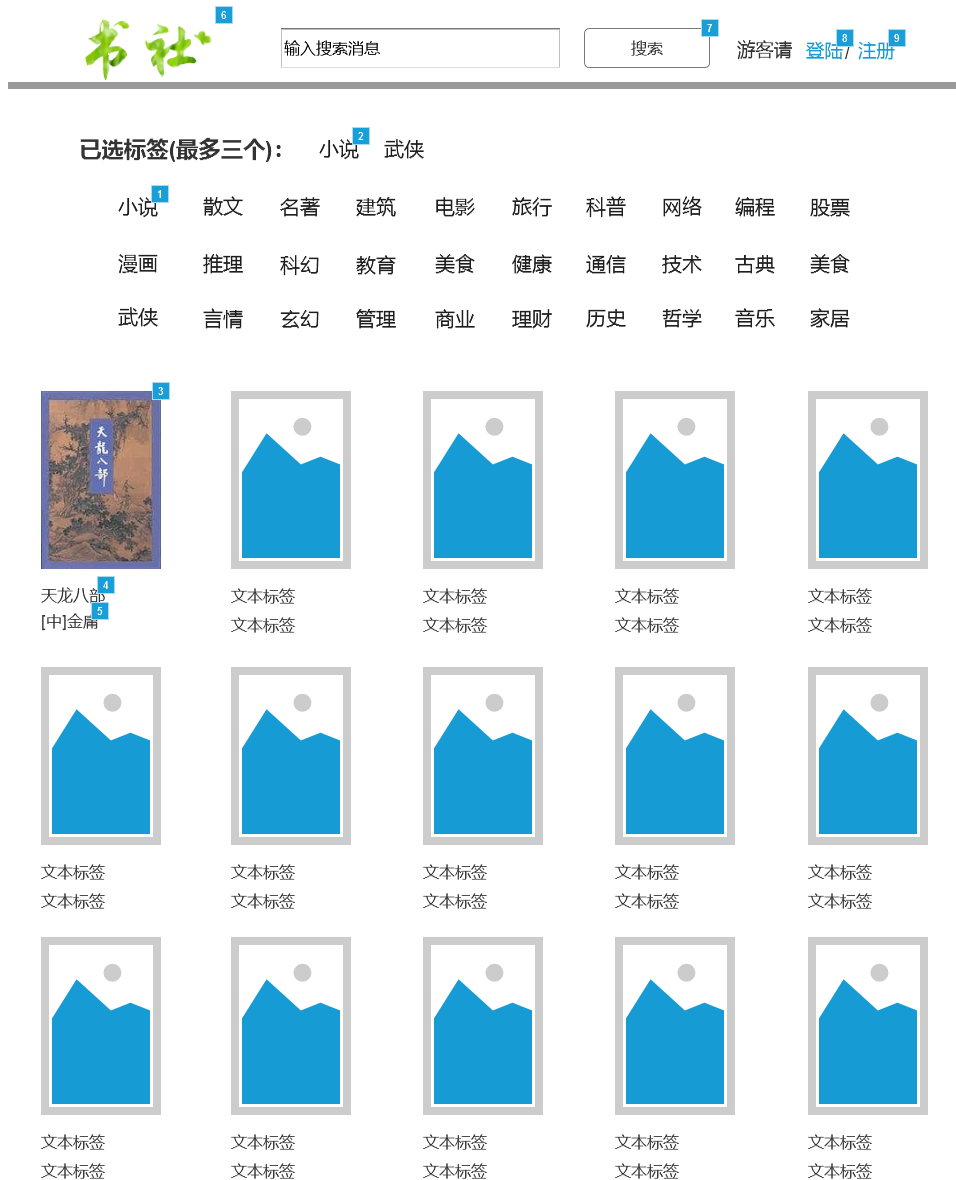 书社 6
输入搜索消息
搜索 7
游客请 登陆 8 / 注册 9
已选标签(最多三个)： 小说 2 武侠
小说 1 散文 名著 建筑 电影 旅行 科普 网络 编程 股票
漫画 推理 科幻 教育 美食 健康 通信 技术 古典 美食
武侠 言情 玄幻 管理 商业 理财 历史 哲学 音乐 家居
3
天龍八部
天龙八部 4 文本标签 文本标签 文本标签 文本标签
[中]金庸 5 文本标签 文本标签 文本标签 文本标签
文本标签 文本标签 文本标签 文本标签 文本标签
文本标签 文本标签 文本标签 文本标签 文本标签
文本标签 文本标签 文本标签 文本标签 文本标签
文本标签 文本标签 文本标签 文本标签 文本标签